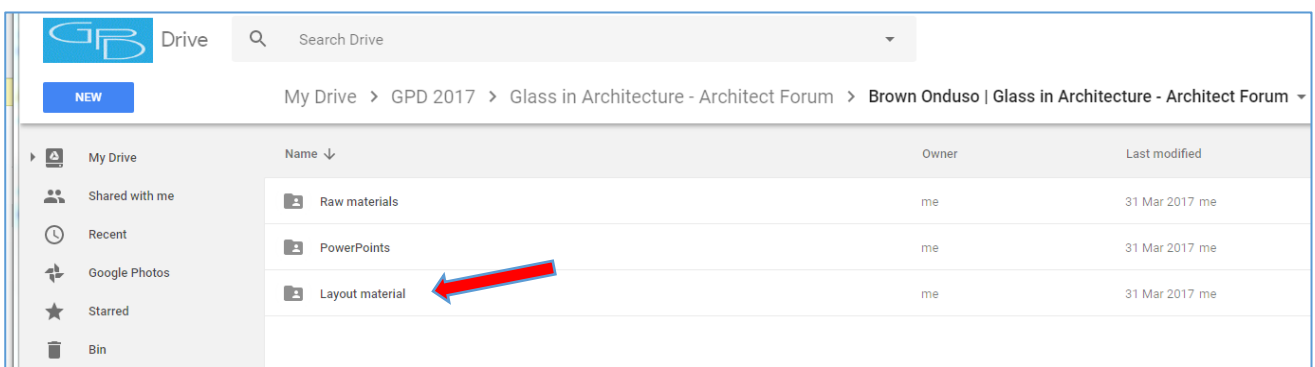 GPD Drive Search Drive
NEW My Drive > GPD 2017 > Glass in Architecture - Architect Forum > Brown Onduso | Glass in Architecture - Architect Forum
My Drive Name Owner Last modified
Shared with me Raw materials me 31 Mar 2017 me
Recent
PowerPoints me 31 Mar 2017 me
Google Photos
Layout material me 31 Mar 2017 me
Starred
Bin